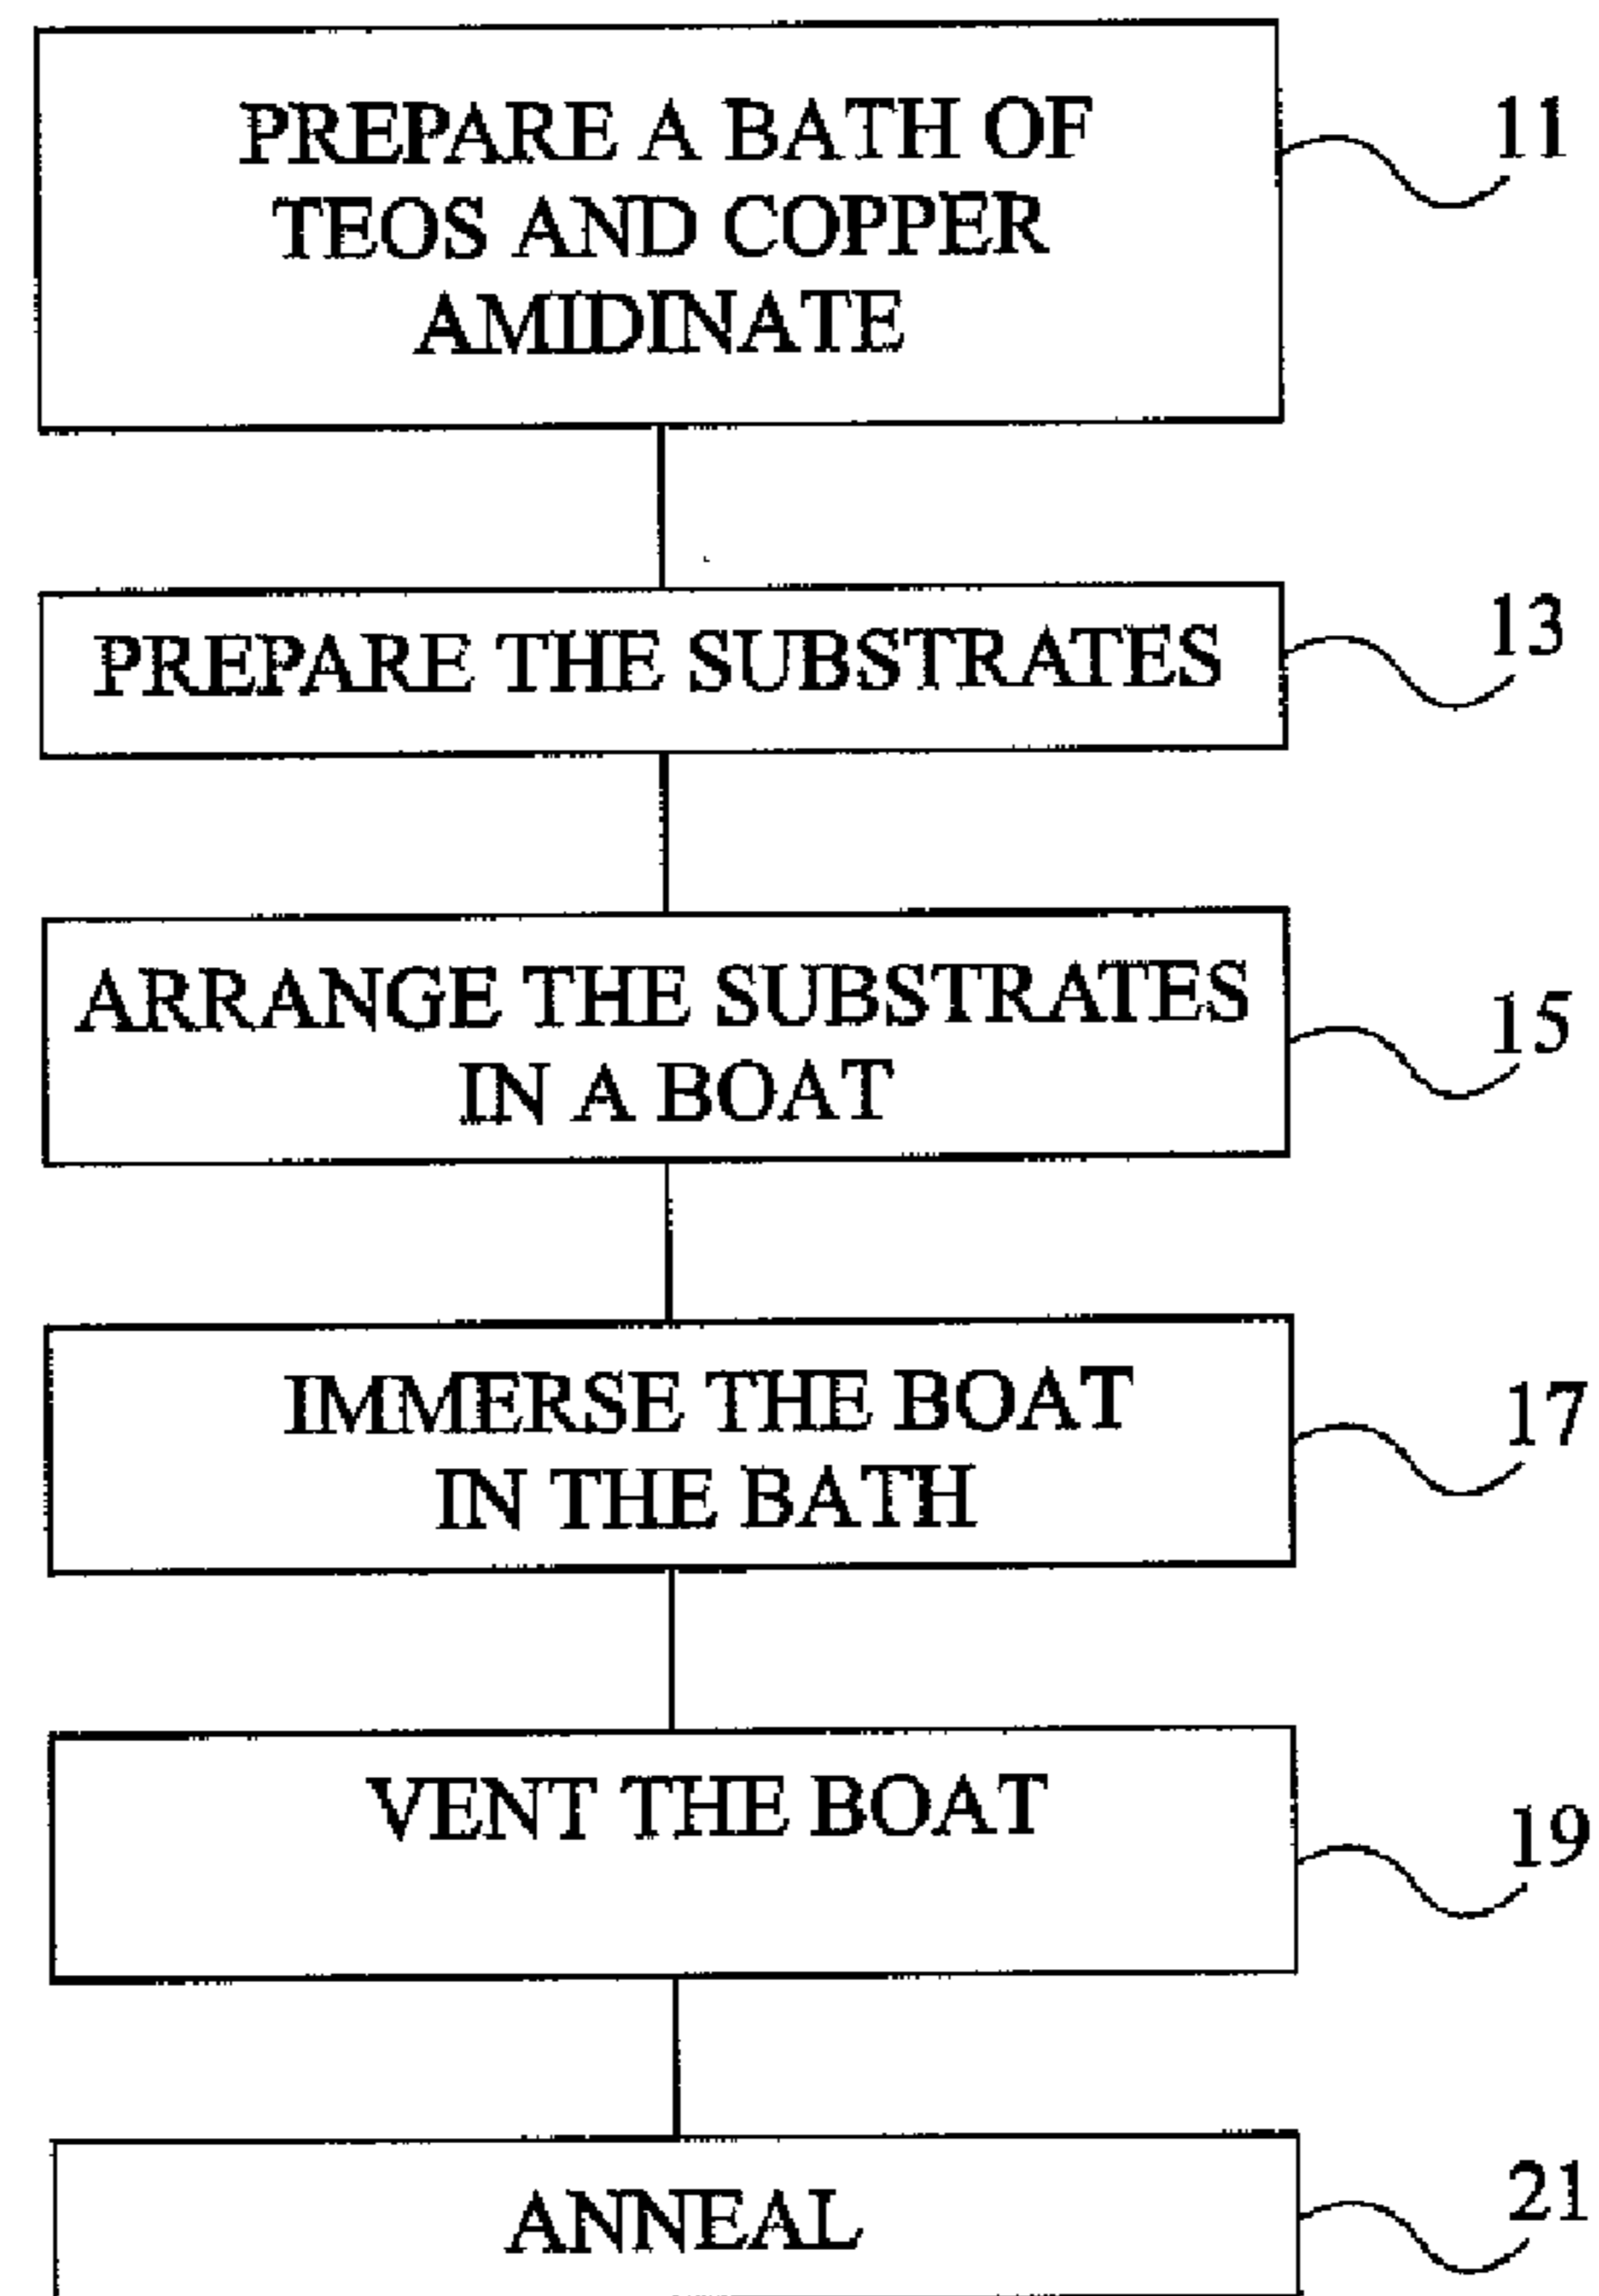 PREPARE A BATH OF
TEOS AND COPPER
AMIDINATE
11
PREPARE THE SUBSTRATES
13
ARRANGE THE SUBSTRATES
IN A BOAT
15
IMMERSE THE BOAT
IN THE BATH
17
VENT THE BOAT
19
ANNEAL
21